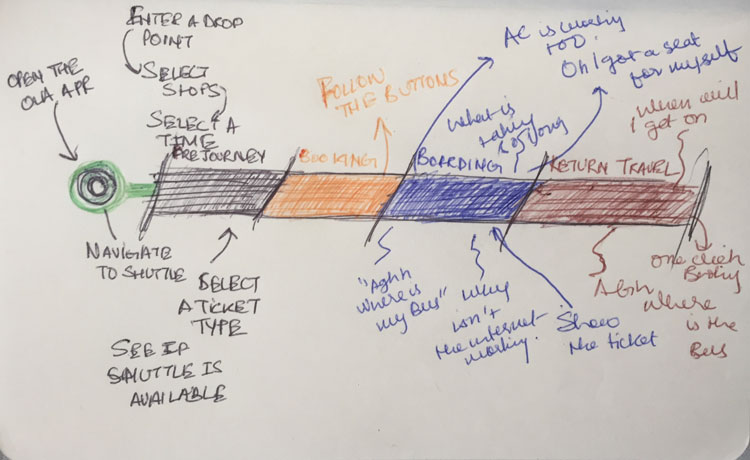 ENTER A DROP
POINT
SELECT
STOPS
SELECT A
TIME
PRE JOURNEY
OPEN THE
OLA APP
NAVIGATE
TO SHUTTLE
SELECT
A TICKET
TYPE
SEE IF
SHUTTLE IS
AVAILABLE
FOLLOW
THE BUTTONS
BOOKING
AC is
too!
Oh I got a seat
for myself
What is
taking
so long
BOARDING
"Aghh
where is
my Bus"
Why
isn't
the internet
working.
Show
the ticket
RETURN TRAVEL
When will
I get on
one click
Booking
Aghh
where
is the
Bus